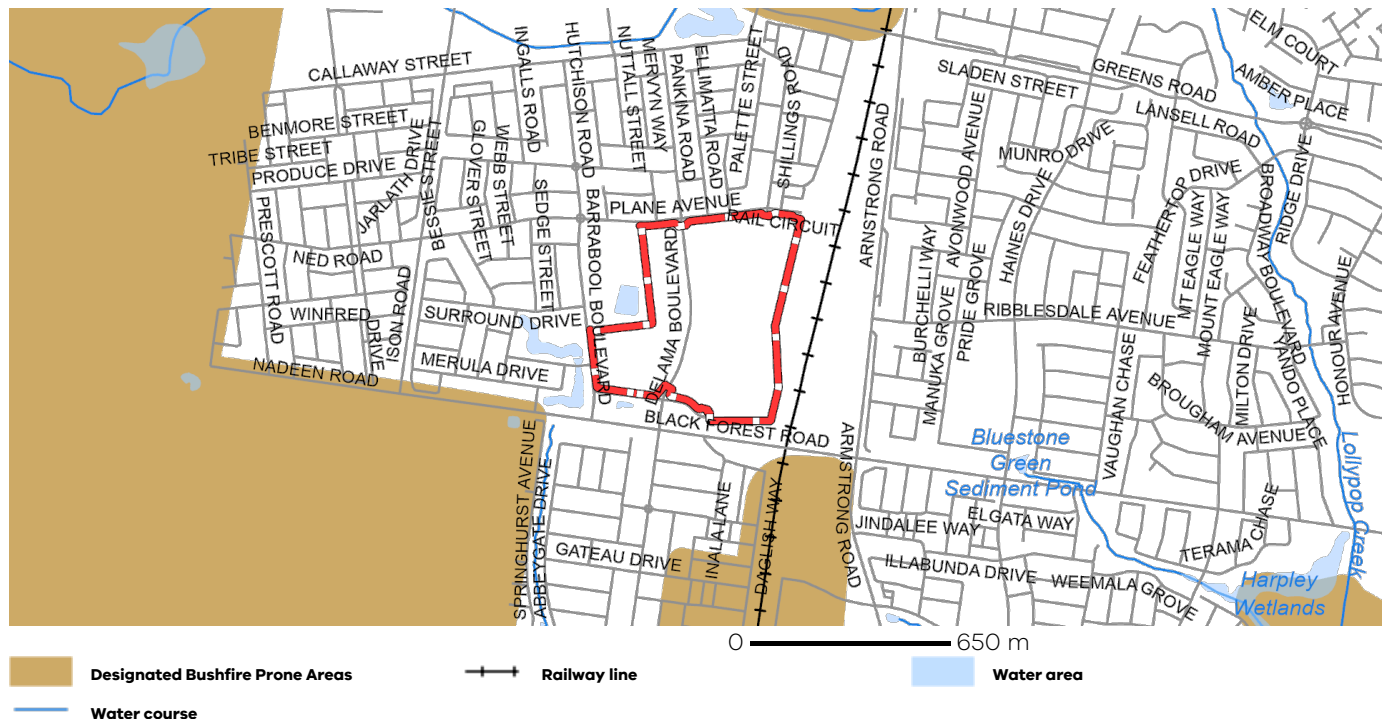 ELM COURT
CALLAWAY STREET
INGALLS ROAD
HUTCHISON ROAD
NUTTALL STREET
MERVYN WAY
PANKINA ROAD
ELLIMATTA ROAD
PALETTE STREET
SHILLINGS ROAD
SLADEN STREET
GREENS ROAD
AMBER PLACE
LANSELL ROAD
BENMORE STREET
TRIBE STREET
PRODUCE DRIVE
JARLATH DRIVE
BESSIE STREET
GLOVER STREET
WEBB STREET
SEDGE STREET
ARNSTRONG ROAD
AVONWOOD AVENUE
MUNRO DRIVE
HAINES DRIVE
FEATHERTOP
DRIVE
BROADWAY BOULEVARD
RIDGE DRIVE
PRESCOTT ROAD
BARRABOOL BOULEVARD
PLANE AVENUE
RAIL CIRCUIT
MT EAGLE WAY
MOUNT EAGLE WAY
NED ROAD
ISON ROAD
BURCHELLI WAY
MANUKA GROVE
PRIDE GROVE
WINFRED
DRIVE
SURROUND DRIVE
DELAMA BOULEVARD
RIBBLESDALE AVENUE
HONOUR AVENUE
NADEEN ROAD
MERULA DRIVE
VAUGHAN CHASE
MILTON DRIVE
YANDO PLACE
BROUGHAM AVENUE
BLACK FOREST ROAD
ARMSTRONG ROAD
Bluestone
Green
Sediment Pond
Lollypop Creek
SPRINGHURST AVENUE
ABBEYGATE DRIVE
INALA LANE
DAGLISH WAY
JINDALEE WAY
ELGATA WAY
TERAMA CHASE
GATEAU DRIVE
ILLABUNDA DRIVE
WEEMALA GROVE
Harpley
Wetlands
0 650 m
Designated Bushfire Prone Areas
Railway line
Water area
Water course